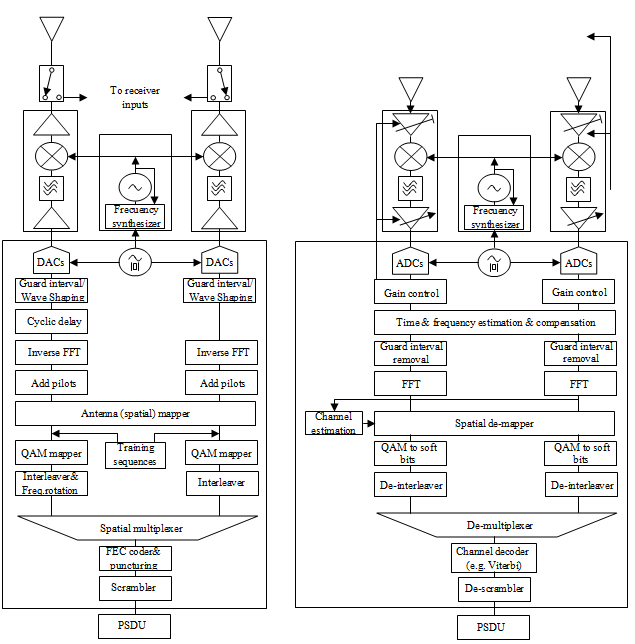 To receiver
inputs
Frecuency
synthesizer
DACs
DACs
Guard interval/
Wave Shaping
Guard interval/
Wave Shaping
Cyclic delay
Inverse FFT
Inverse FFT
Add pilots
Add pilots
Antenna (spatial) mapper
QAM mapper
Training
sequences
QAM mapper
Interleaver&
Freq.rotation
Interleaver
Spatial multiplexer
FEC coder&
puncturing
Scrambler
PSDU
Frecuency
synthesizer
ADCs
ADCs
Gain control
Gain control
Time & frequency estimation & compensation
Guard interval
removal
Guard interval
removal
FFT
FFT
Channel
estimation
Spatial de-mapper
QAM to soft
bits
QAM to soft
bits
De-interleaver
De-interleaver
De-multiplexer
Channel decoder
(e.g. Viterbi)
De-scrambler
PSDU